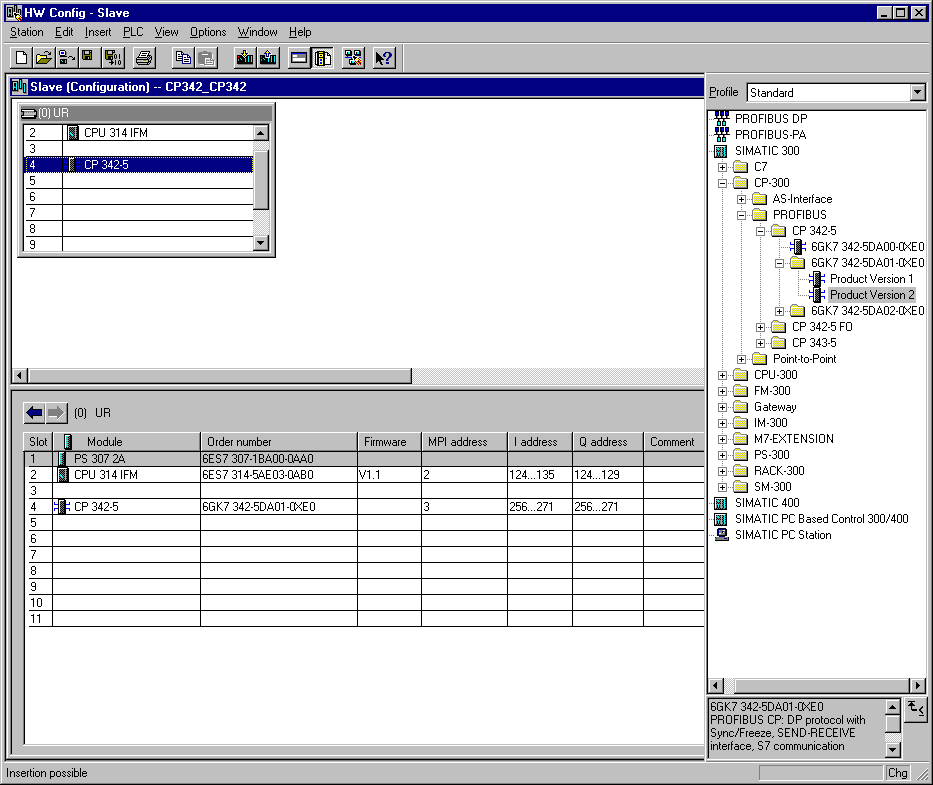 HW Config - Slave
Station Edit Insert PLC View Options Window Help
Slave (Configuration) -- CP342_CP342
(0) UR
2 CPU 314 IFM
3
4 CP 342-5
5
6
7
8
9
(0) UR
Slot Module Order number Firmware MPI address I address Q address Comment
1 PS 307 2A 6ES7 307-1BA00-0AA0
2 CPU 314 IFM 6ES7 314-5AE03-0AB0 V1.1 2 124...135 124...129
3
4 CP 342-5 6GK7 342-5DA01-0XE0 3 256...271 256...271
5
6
7
8
9
10
11
Profile Standard
PROFIBUS DP
PROFIBUS-PA
SIMATIC 300
C7
CP-300
AS-Interface
PROFIBUS
CP 342-5
6GK7 342-5DA00-0XE0
6GK7 342-5DA01-0XE0
Product Version 1
Product Version 2
6GK7 342-5DA02-0XE0
CP 342-5 FO
CP 343-5
Point-to-Point
CPU-300
FM-300
Gateway
IM-300
M7-EXTENSION
PS-300
RACK-300
SM-300
SIMATIC 400
SIMATIC PC Based Control 300/400
SIMATIC PC Station
6GK7 342-5DA01-0XE0
PROFIBUS CP: DP protocol with
Sync/Freeze, SEND-RECEIVE
interface, S7 communication
Insertion possible
Chg